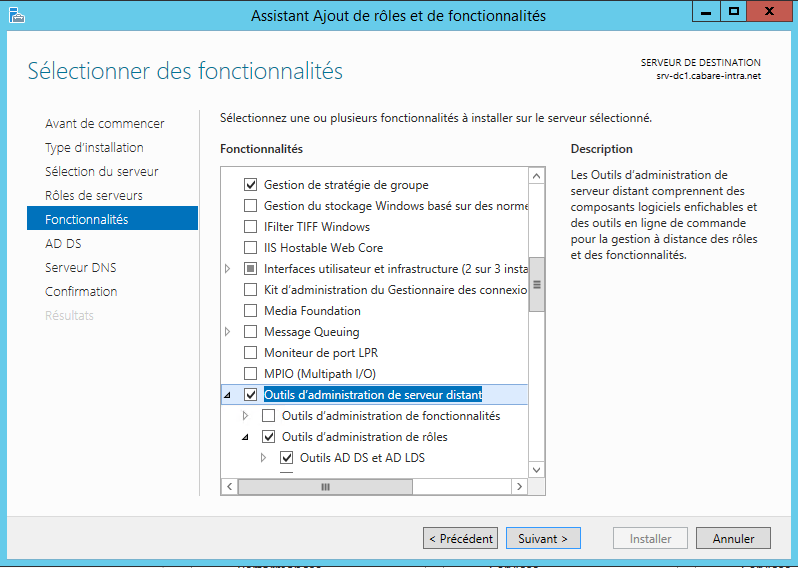 Assistant Ajout de rôles et de fonctionnalités
Sélectionner des fonctionnalités
SERVEUR DE DESTINATION
srv-dc1.cabare-intra.net
Avant de commencer
Type d'installation
Sélection du serveur
Rôles de serveurs
Fonctionnalités
AD DS
Serveur DNS
Confirmation
Résultats
Sélectionnez une ou plusieurs fonctionnalités à installer sur le serveur sélectionné.
Fonctionnalités
Gestion de stratégie de groupe
Gestion du stockage Windows basé sur des norme
IFilter TIFF Windows
IIS Hostable Web Core
Interfaces utilisateur et infrastructure (2 sur 3 insta
Kit d'administration du Gestionnaire des connexio
Media Foundation
Message Queuing
Moniteur de port LPR
MPIO (Multipath I/O)
Outils d'administration de serveur distant
Outils d'administration de fonctionnalités
Outils d'administration de rôles
Outils AD DS et AD LDS
Description
Les Outils d'administration de
serveur distant comprennent des
composants logiciels enfichables et
des outils en ligne de commande
pour la gestion à distance des rôles
et des fonctionnalités.
< Précédent
Suivant >
Installer
Annuler